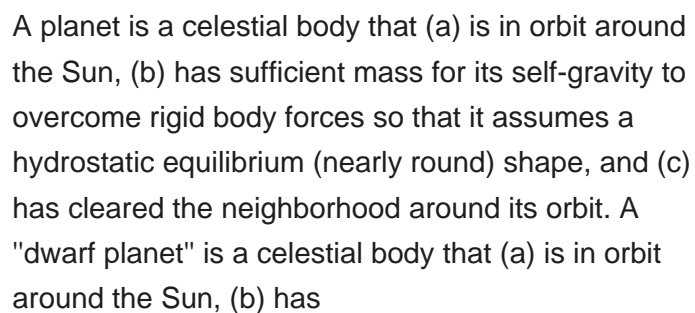 A planet is a celestial body that (a) is in orbit around
the Sun, (b) has sufficient mass for its self-gravity to
overcome rigid body forces so that it assumes a
hydrostatic equilibrium (nearly round) shape, and (c)
has cleared the neighborhood around its orbit. A
"dwarf planet" is a celestial body that (a) is in orbit
around the Sun, (b) has